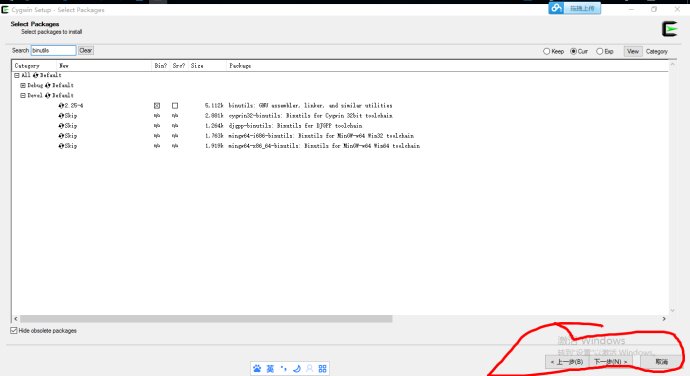 Cygwin Setup - Select Packages
拖拽上传
Select Packages
Select packages to install
Search binutils Clear Keep Curr Exp View Category
Category New Bin? Src? Size Package
All Default
Debug Default
Devel Default
2.25-4 5,112k binutils: GNU assembler, linker, and similar utilities
Skip n/a n/a 2,861k cygwin32-binutils: Binutils for Cygwin 32bit toolchain
Skip n/a n/a 1,264k djgpp-binutils: Binutils for DJGPP toolchain
Skip n/a n/a 1,763k mingw64-i686-binutils: Binutils for MinGW-w64 Win32 toolchain
Skip n/a n/a 1,919k mingw64-x86_64-binutils: Binutils for MinGW-w64 Win64 toolchain
Hide obsolete packages
激活 Windows
转到"设置"以激活 Windows。
< 上一步(B) 下一步(N) > 取消
英